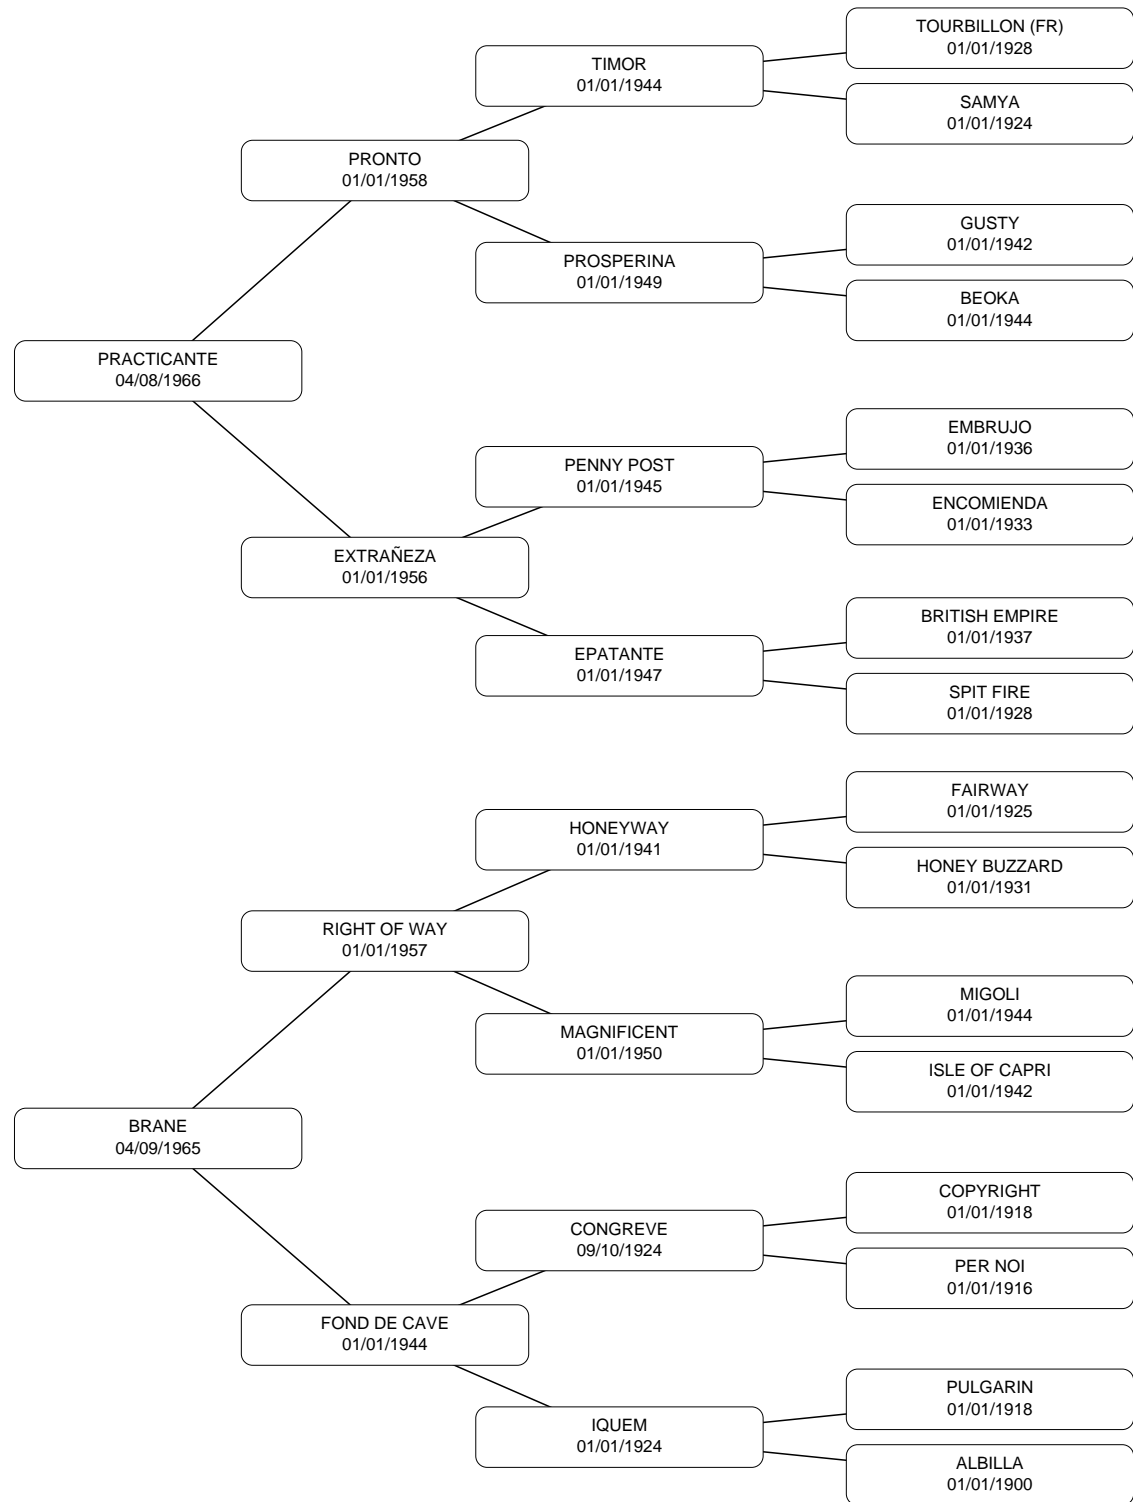 TOURBILLON (FR)
01/01/1928
TIMOR
01/01/1944
SAMYA
01/01/1924
PRONTO
01/01/1958
GUSTY
01/01/1942
PROSPERINA
01/01/1949
BEOKA
01/01/1944
PRACTICANTE
04/08/1966
EMBRUJO
01/01/1936
PENNY POST
01/01/1945
ENCOMIENDA
01/01/1933
EXTRAÑEZA
01/01/1956
BRITISH EMPIRE
01/01/1937
EPATANTE
01/01/1947
SPIT FIRE
01/01/1928
FAIRWAY
01/01/1925
HONEYWAY
01/01/1941
HONEY BUZZARD
01/01/1931
RIGHT OF WAY
01/01/1957
MIGOLI
01/01/1944
MAGNIFICENT
01/01/1950
ISLE OF CAPRI
01/01/1942
BRANE
04/09/1965
COPYRIGHT
01/01/1918
CONGREVE
09/10/1924
PER NOI
01/01/1916
FOND DE CAVE
01/01/1944
PULGARIN
01/01/1918
IQUEM
01/01/1924
ALBILLA
01/01/1900